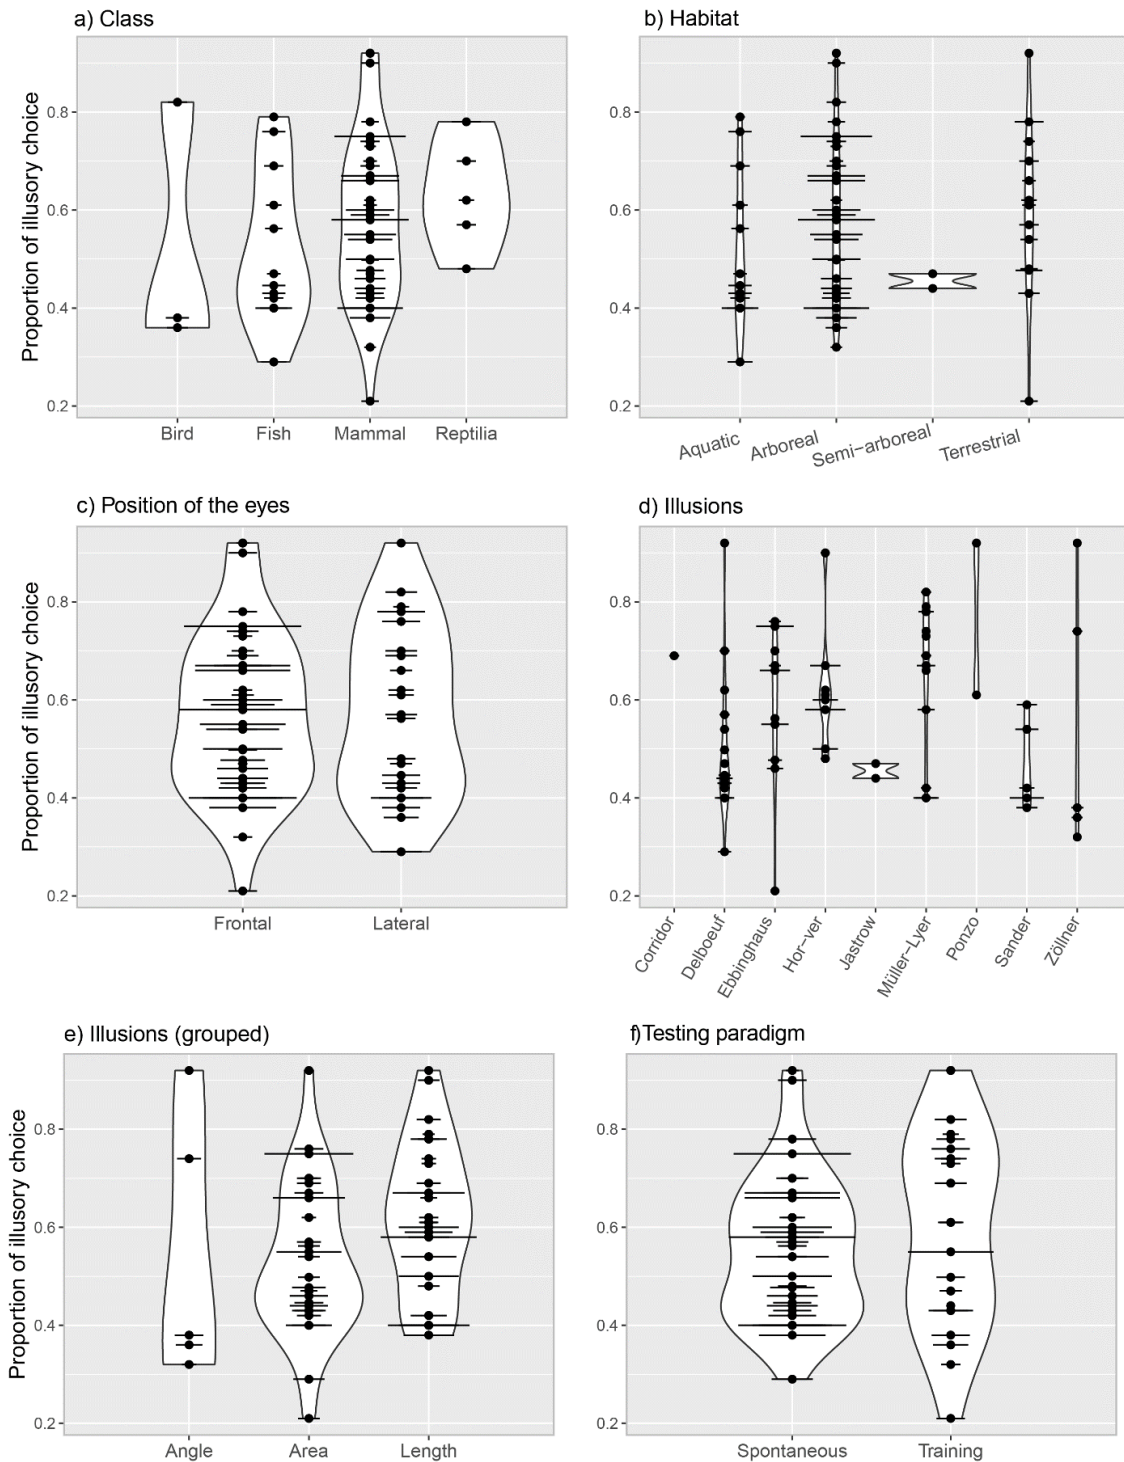 a) Class
b) Habitat
Proportion of illusory choice
0.8
0.6
0.4
0.2
Bird Fish Mammal Reptilia
0.8
0.6
0.4
0.2
Aquatic Arboreal Semi−arboreal Terrestrial
c) Position of the eyes
d) Illusions
Proportion of illusory choice
0.8
0.6
0.4
0.2
Frontal Lateral
0.8
0.6
0.4
0.2
Corridor Delboeuf Ebbinghaus Hor−ver Jastrow Müller−Lyer Ponzo Sander Zöllner
e) Illusions (grouped)
f)Testing paradigm
Proportion of illusory choice
0.8
0.6
0.4
0.2
Angle Area Length
0.8
0.6
0.4
0.2
Spontaneous Training